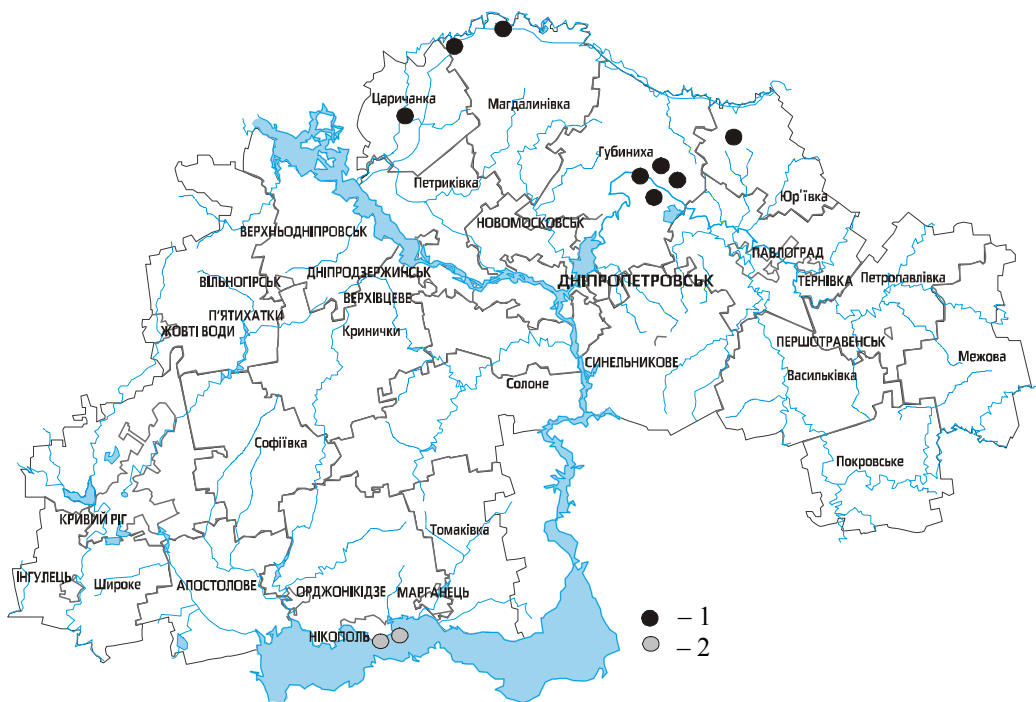 Царичанка
Магдалинівка
Губиниха
Петриківка
Юр'ївка
НОВОМОСКОВСЬК
ВЕРХНЬОДНІПРОВСЬК
ПАВЛОГРАД
ДНІПРОДЗЕРЖИНСЬК
ДНІПРОПЕТРОВСЬК
ТЕРНІВКА
Петропавлівка
ВІЛЬНОГІРСЬК
ВЕРХІВЦЕВЕ
П'ЯТИХАТКИ
ЖОВТІ ВОДИ
Кринички
ПЕРШОТРАВЕНСЬК
СИНЕЛЬНИКОВЕ
Межова
Солоне
Васильківка
Софіївка
Покровське
КРИВИЙ РІГ
Томаківка
ІНГУЛЕЦЬ
Широке
АПОСТОЛОВЕ
ОРДЖОНІКІДЗЕ
МАРГАНЕЦЬ
НІКОПОЛЬ
– 1
– 2